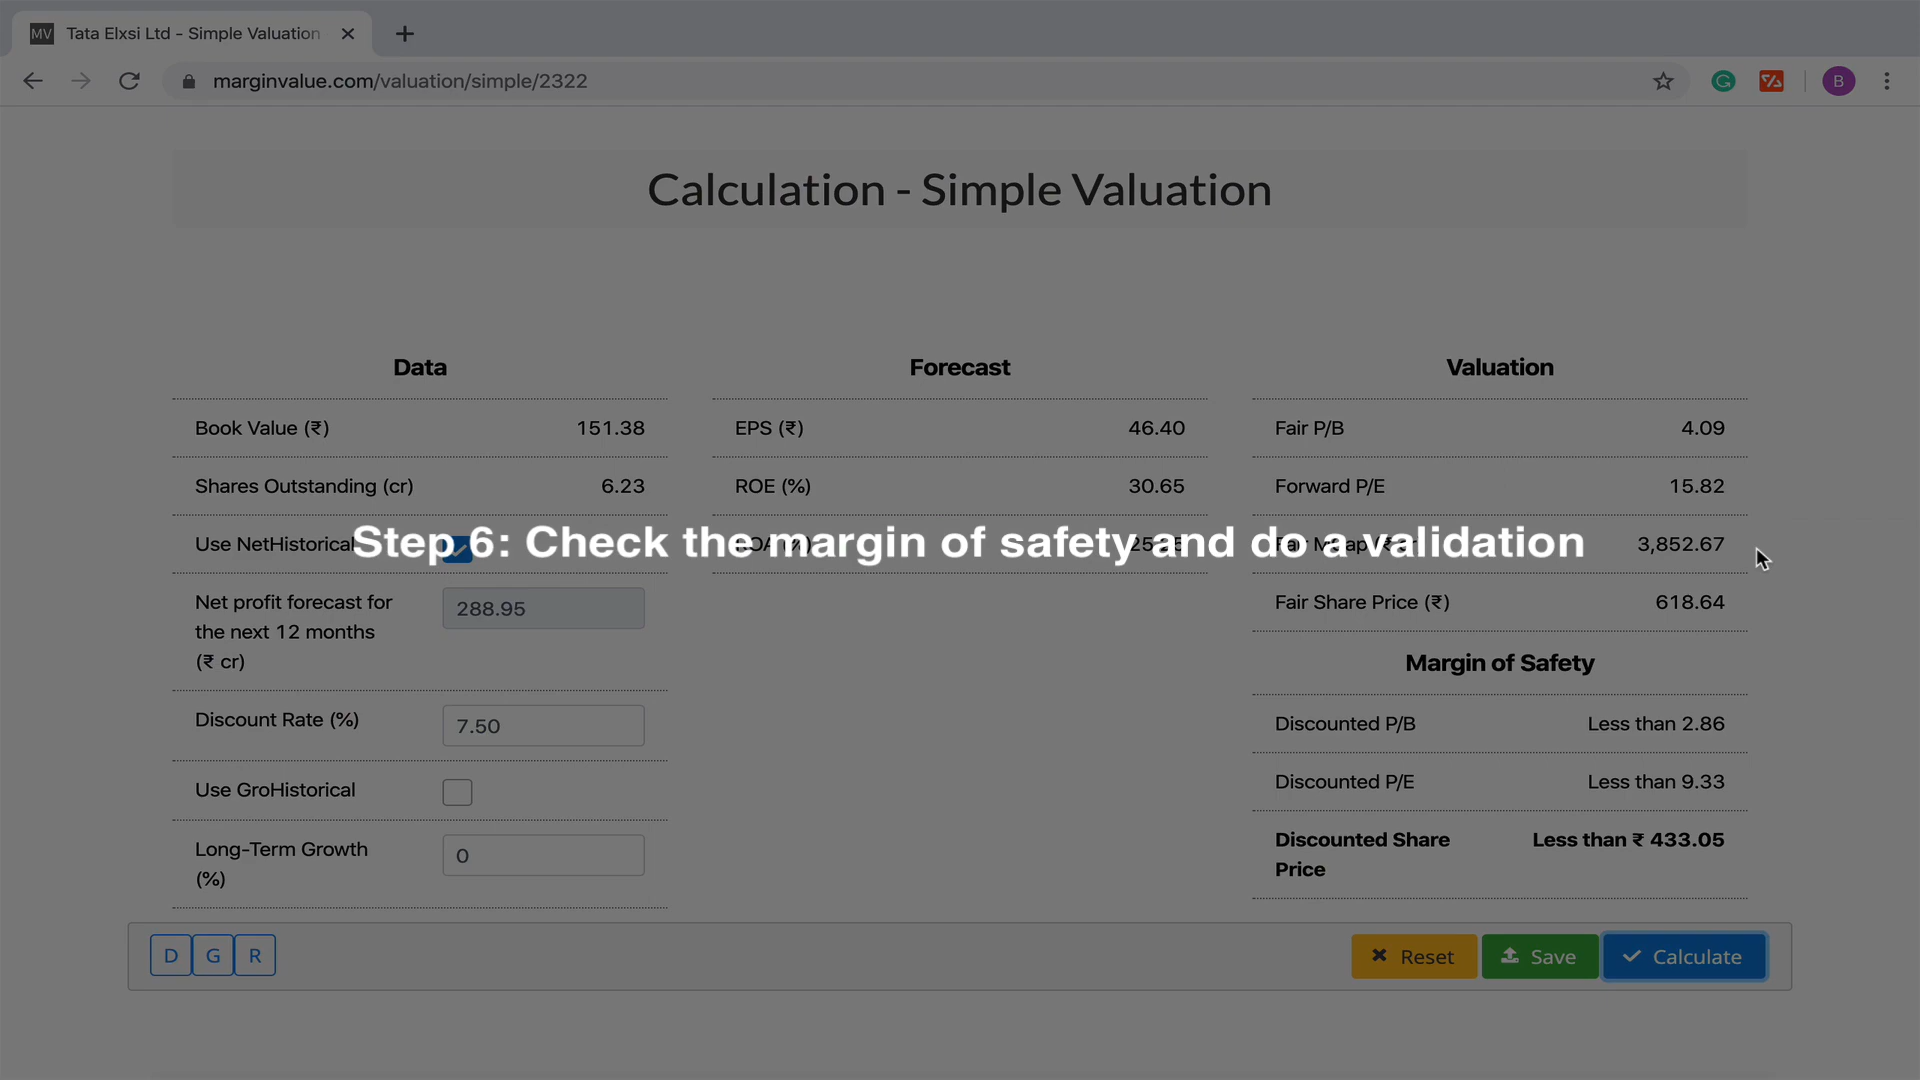 MV Tata Elxsi Ltd - Simple Valuation
marginvalue.com/valuation/simple/2322
B
Calculation - Simple Valuation
Data
Book Value (₹) 151.38
Shares Outstanding (cr) 6.23
Use NetHistorical
Net profit forecast for
the next 12 months
(₹ cr)
288.95
Discount Rate (%) 7.50
Use GroHistorical
Long-Term Growth
(%)
0
Forecast
EPS (₹) 46.40
ROE (%) 30.65
Valuation
Fair P/B 4.09
Forward P/E 15.82
3,852.67
Fair Share Price (₹) 618.64
Margin of Safety
Discounted P/B Less than 2.86
Discounted P/E Less than 9.33
Discounted Share
Price
Less than ₹ 433.05
Step 6: Check the margin of safety and do a validation
D G R
Reset Save Calculate